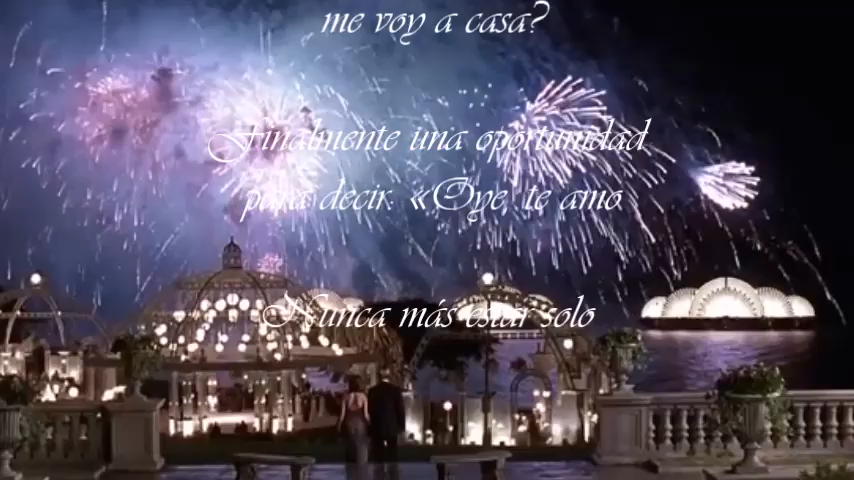 me voy a casa?
Finalmente una oportunidad
para decir: «Oye, te amo
Nunca más estar solo